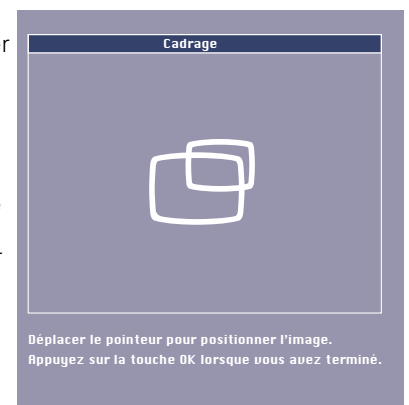 r
Cadrage
Déplacer le pointeur pour positionner l'image.
Appuyez sur la touche OK lorsque vous avez terminé.